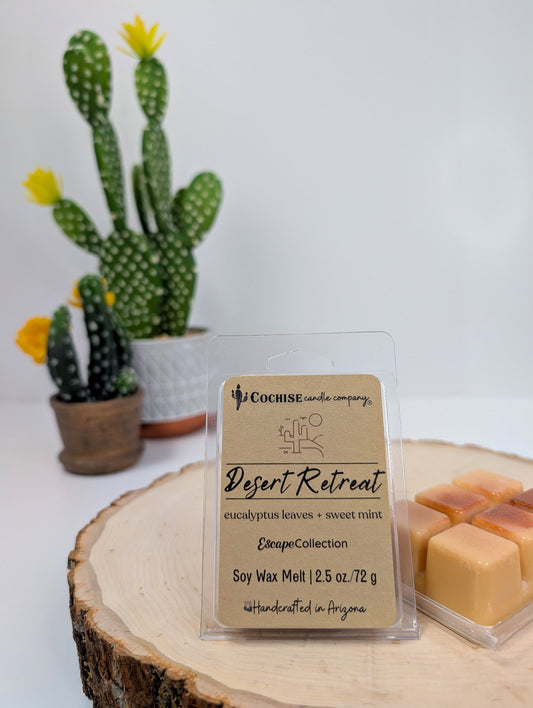 COCHISE candle company®
Desert Retreat
eucalyptus leaves + sweet mint
EscapeCollection
Soy Wax Melt | 2.5 oz./72 g
Handcrafted in Arizona